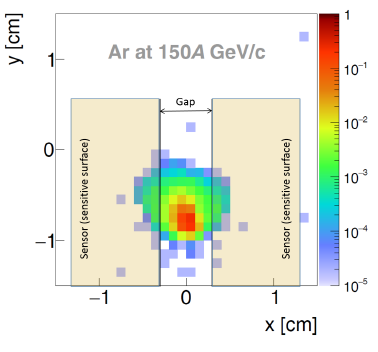 y [cm]
Ar at 150A GeV/c
Gap
Sensor (sensitive surface)
Sensor (sensitive surface)
1
0
−1
−1
0
1
x [cm]
1
10⁻¹
10⁻²
10⁻³
10⁻⁴
10⁻⁵